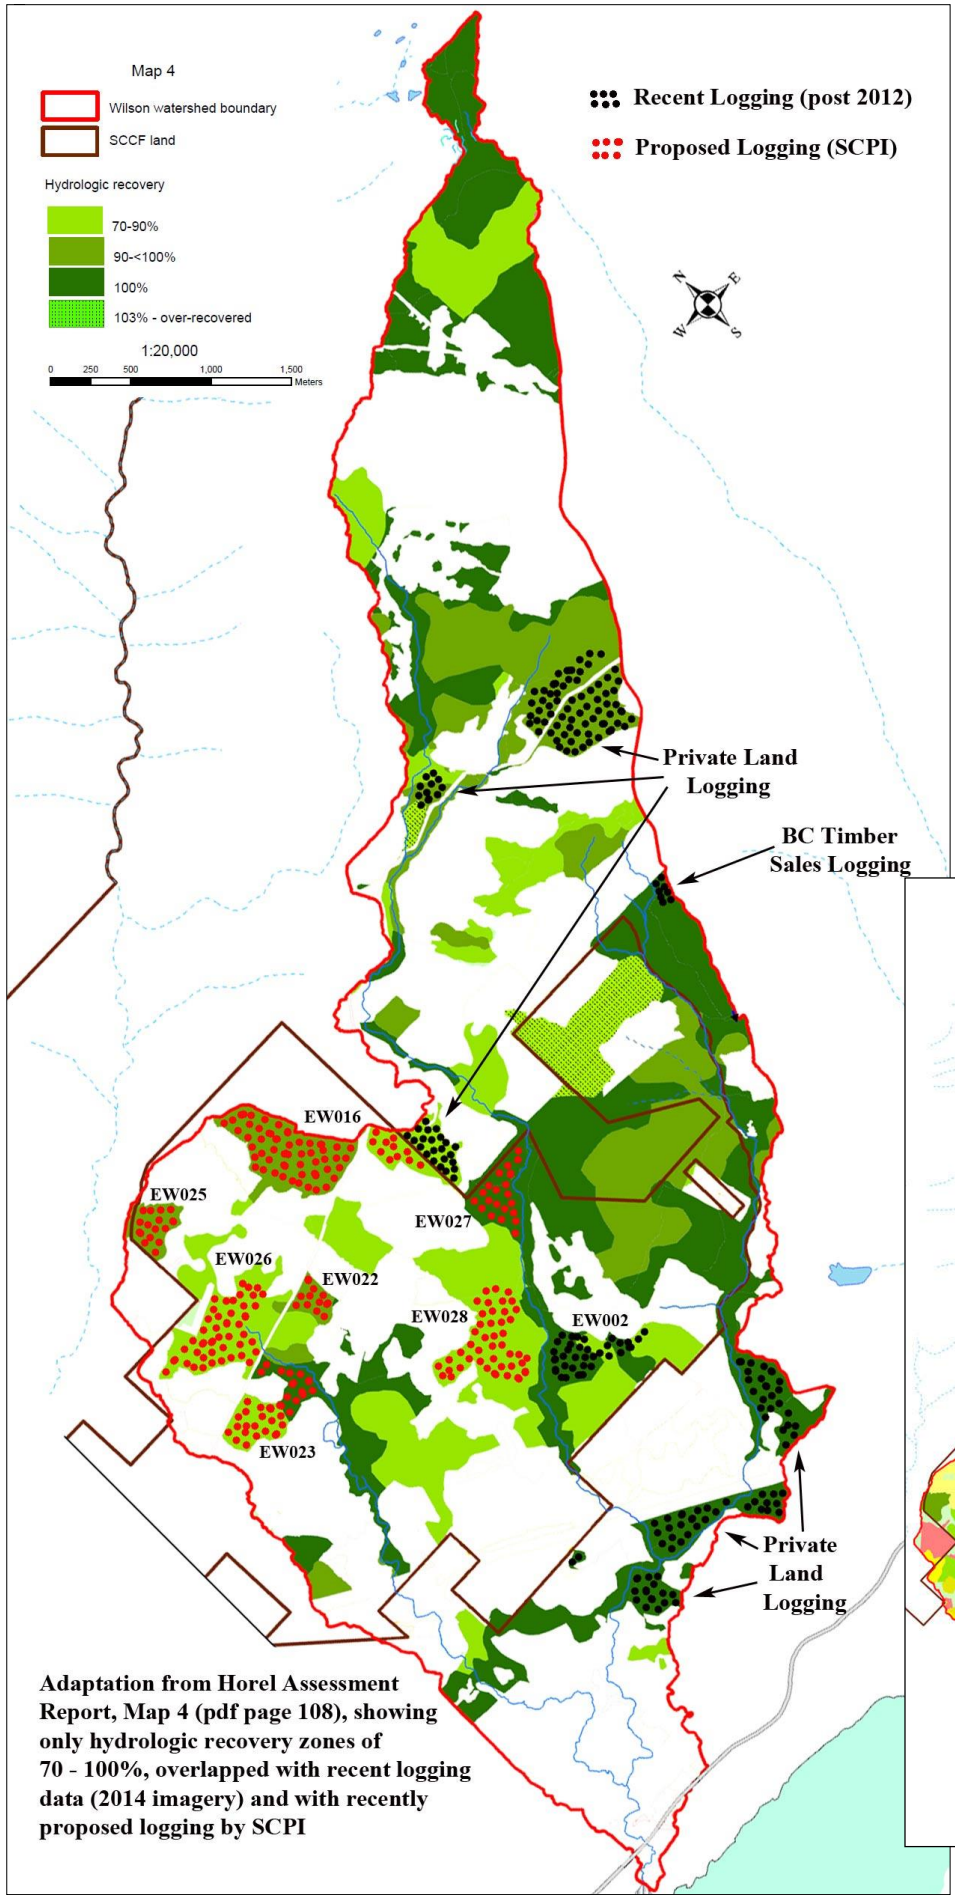 Map 4
Wilson watershed boundary
SCCF land
Hydrologic recovery
70-90%
90-<100%
100%
103% - over-recovered
1:20,000
0 250 500 1,000 1,500
Meters
Recent Logging (post 2012)
Proposed Logging (SCPI)
N
E
W
S
Private Land
Logging
BC Timber
Sales Logging
EW016
EW025
EW027
EW026
EW022
EW028
EW002
EW023
Private
Land
Logging
Adaptation from Horel Assessment
Report, Map 4 (pdf page 108), showing
only hydrologic recovery zones of
70 - 100%, overlapped with recent logging
data (2014 imagery) and with recently
proposed logging by SCPI